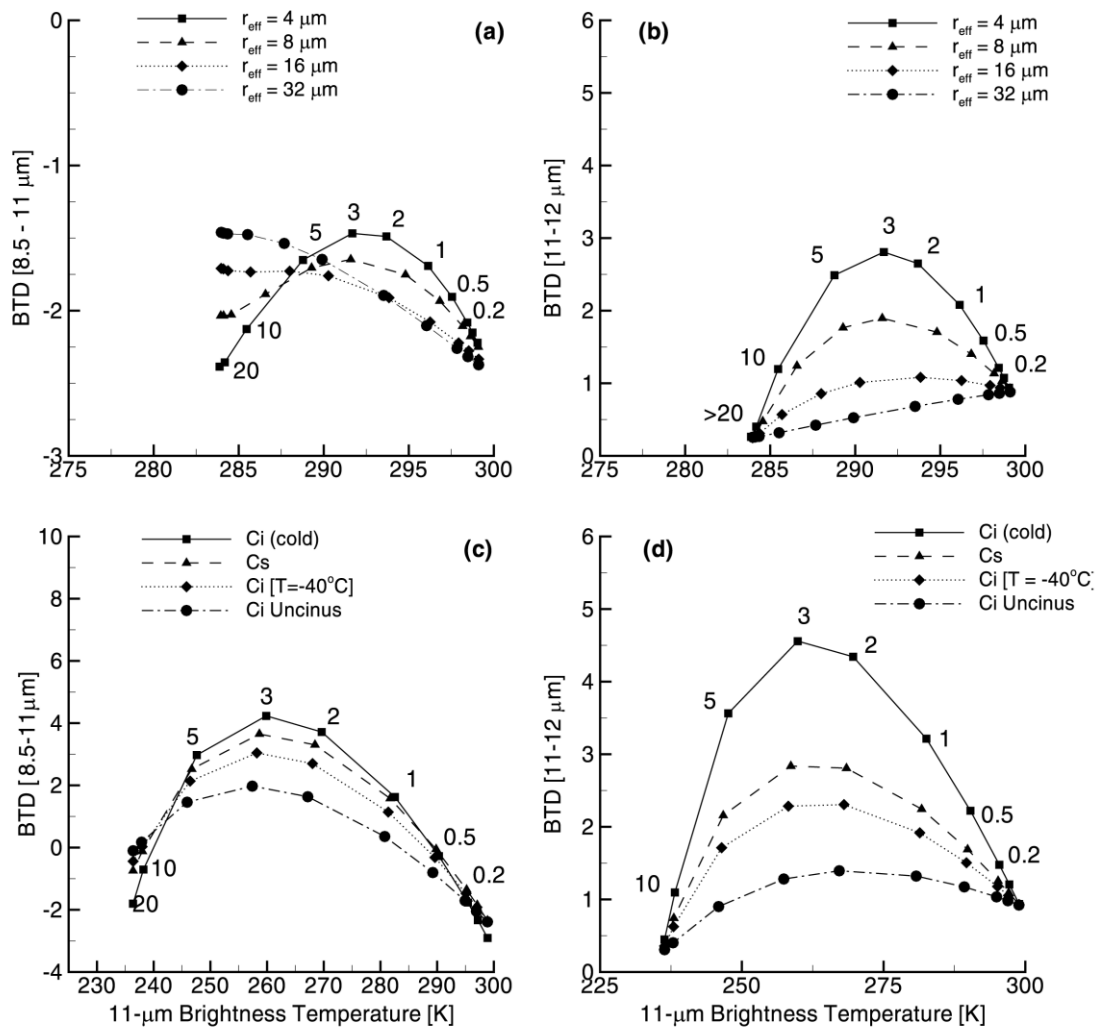 (a)
r_eff = 4 μm
r_eff = 8 μm
r_eff = 16 μm
r_eff = 32 μm
0
-1
-2
-3
BTD [8.5 - 11 μm]
3
2
5
1
0.5
0.2
10
20
275 280 285 290 295 300
(b)
r_eff = 4 μm
r_eff = 8 μm
r_eff = 16 μm
r_eff = 32 μm
6
5
4
3
2
1
0
BTD [11-12 μm]
3
5
2
1
0.5
10
0.2
>20
275 280 285 290 295 300
(c)
Ci (cold)
Cs
Ci [T=-40°C]
Ci Uncinus
10
8
6
4
2
0
-2
-4
BTD [8.5-11μm]
3
2
5
1
0.5
10
0.2
20
230 240 250 260 270 280 290 300
11-μm Brightness Temperature [K]
(d)
Ci (cold)
Cs
Ci [T = -40°C]
Ci Uncinus
6
5
4
3
2
1
0
BTD [11-12 μm]
3
2
5
1
0.5
0.2
10
225 250 275 300
11-μm Brightness Temperature [K]